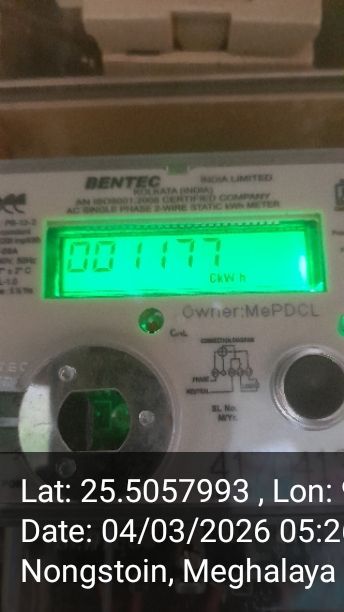 BENTEC INDIA LIMITED
KOLKATA (INDIA)
AN ISO9001:2008 CERTIFIED COMPANY
AC SINGLE PHASE 2-WIRE STATIC kWh METER
001177
CkWh
Owner:MePDCL
CAL
CONNECTION DIAGRAM
PHASE
NEUTRAL
LOAD
SL No.
M/Yr.
Lat: 25.5057993 , Lon:
Date: 04/03/2026 05:2
Nongstoin, Meghalaya